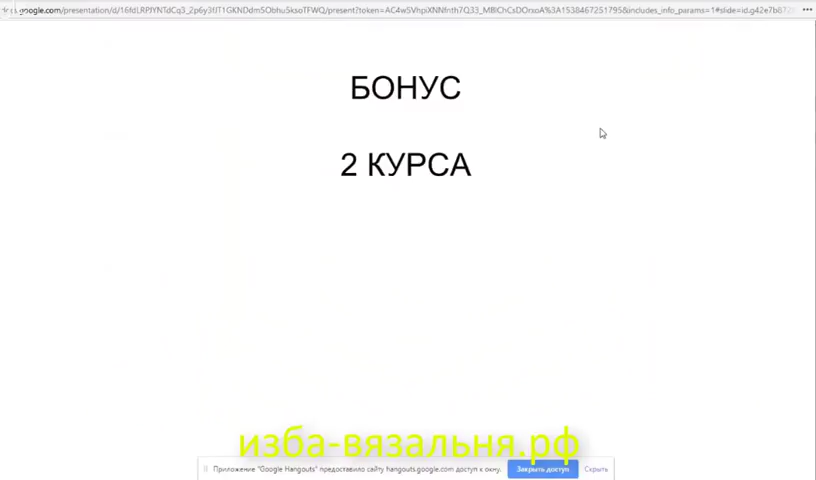 БОНУС
2 КУРСА
изба-вязальня.рф
Приложение "Google Hangouts" предоставило сайту hangouts.google.com доступ к окну.
Закрыть доступ
Скрыть